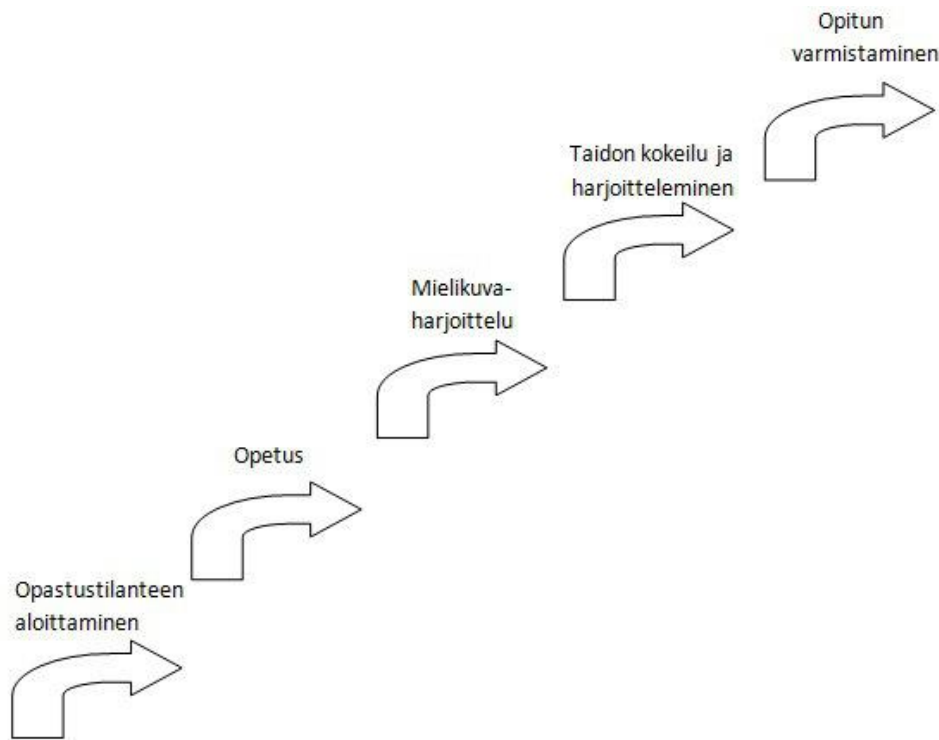 Opitun
varmistaminen
Taidon kokeilu ja
harjoitteleminen
Mielikuva-
harjoittelu
Opetus
Opastustilanteen
aloittaminen